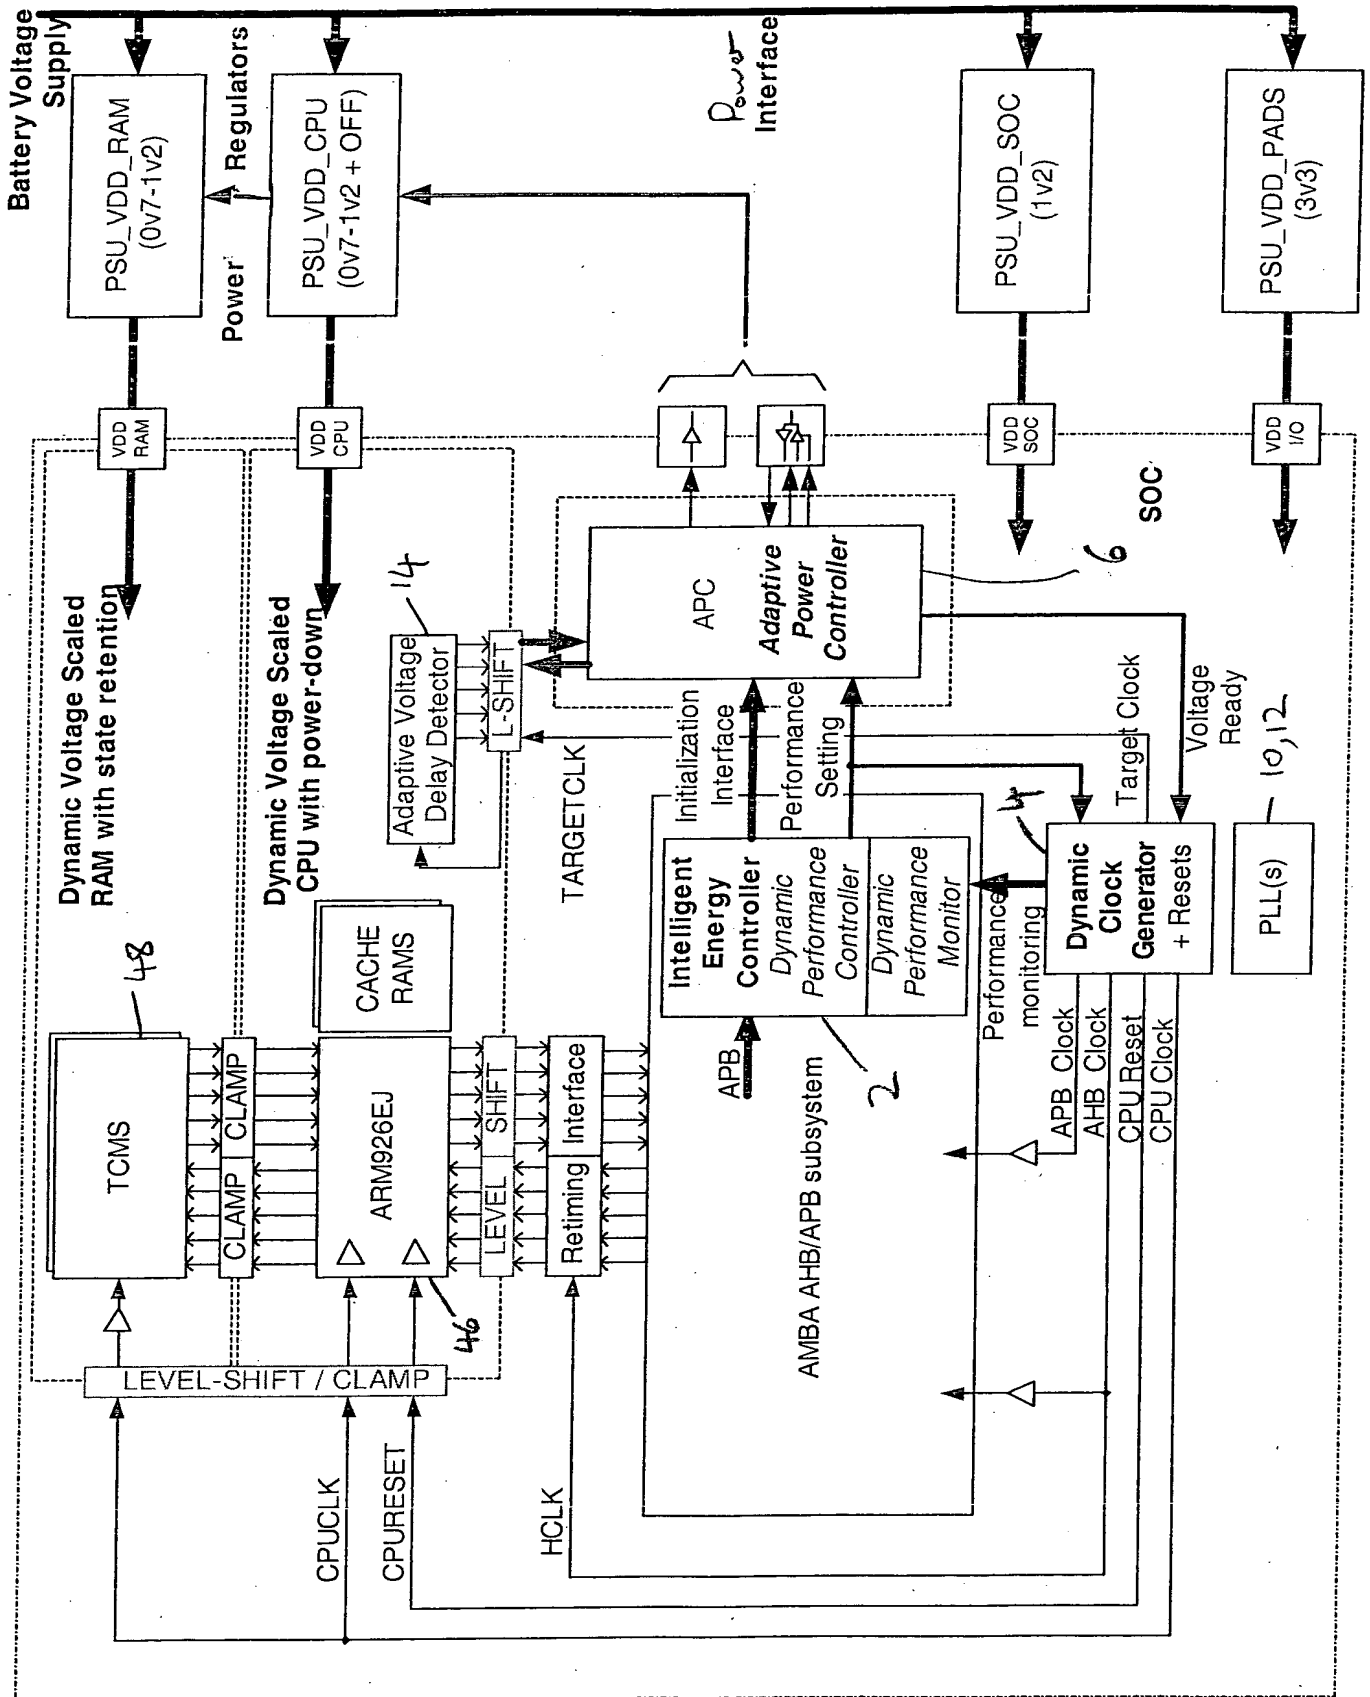 Battery Voltage
Supply
PSU_VDD_RAM
(0v7-1v2)
Power
Regulators
PSU_VDD_CPU
(0v7-1v2 + OFF)
Power
Interface
PSU_VDD_SOC
(1v2)
PSU_VDD_PADS
(3v3)
VDD
RAM
VDD
CPU
VDD
SOC
VDD
I/O
SOC
Dynamic Voltage Scaled
RAM with state retention
Dynamic Voltage Scaled
CPU with power-down
14
Adaptive Voltage
Delay Detector
L-SHIFT
APC
Adaptive
Power
Controller
6
TARGETCLK
Initialization
Interface
Performance
Setting
Target Clock
Voltage
Ready
10,12
48
TCMS
CACHE
RAMS
CLAMP
CLAMP
ARM926EJ
46
LEVEL
SHIFT
Retiming
Interface
LEVEL-SHIFT / CLAMP
APB
Intelligent
Energy
Controller
Dynamic
Performance
Controller
Dynamic
Performance
Monitor
2
AMBA AHB/APB subsystem
Performance
monitoring
Dynamic
Clock
Generator
+ Resets
PLL(s)
APB Clock
AHB Clock
CPU Reset
CPU Clock
CPUCLK
CPURESET
HCLK